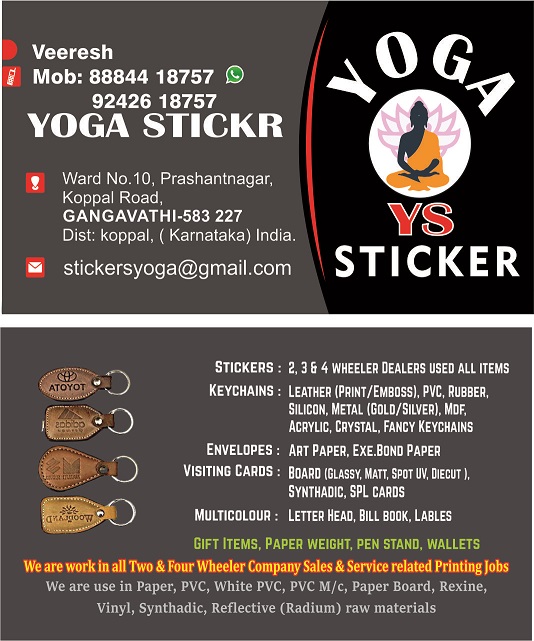 Veeresh
Mob: 88844 18757
92426 18757
YOGA STICKR
Ward No.10, Prashantnagar,
Koppal Road,
GANGAVATHI-583 227
Dist: koppal, ( Karnataka) India.
stickersyoga@gmail.com
YOGA
YS
STICKER
ATOYOT
STICKERS : 2, 3 & 4 WHEELER DEALERS USED ALL ITEMS
KEYCHAINS : LEATHER (PRINT/EMBOSS), PVC, RUBBER,
SILICON, METAL (GOLD/SILVER), MDF,
ACRYLIC, CRYSTAL, FANCY KEYCHAINS
ENVELOPES : ART PAPER, EXE.BOND PAPER
VISITING CARDS : BOARD (GLASSY, MATT, SPOT UV, DIECUT ),
SYNTHADIC, SPL CARDS
MULTICOLOUR : LETTER HEAD, BILL BOOK, LABLES
GIFT ITEMS, PAPER WEIGHT, PEN STAND, WALLETS
We are work in all Two & Four Wheeler Company Sales & Service related Printing Jobs
We are use in Paper, PVC, White PVC, PVC M/c, Paper Board, Rexine,
Vinyl, Synthadic, Reflective (Radium) raw materials